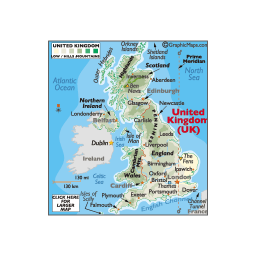 UNITED KINGDOM
LOW / HILLS / MOUNTAINS
Orkney
Islands
© GraphicMaps.com
Shetland
Islands
Prime
Meridian
Outer Hebrides
Scotland
North
Sea
Atlantic
Ocean
Inverness
Aberdeen
Ben
Nevis
Edinburgh
Northern
Ireland
Glasgow
Newcastle
Londonderry
Carlisle
United
Kingdom
(UK)
Belfast
Isle of
Man
Leeds
Dublin
Irish
Sea
Liverpool
England
The
Fens
Ireland
Birmingham
Ipswich
Wales
Oxford
London
130 mi
130 km
Celtic
Sea
Cardiff
Bristol
Dover
Thames
Portsmouth
Isles of
Scilly
Exeter
Plymouth
English Channel
Channel
Tunnel
France
CLICK HERE
FOR
LARGER
MAP